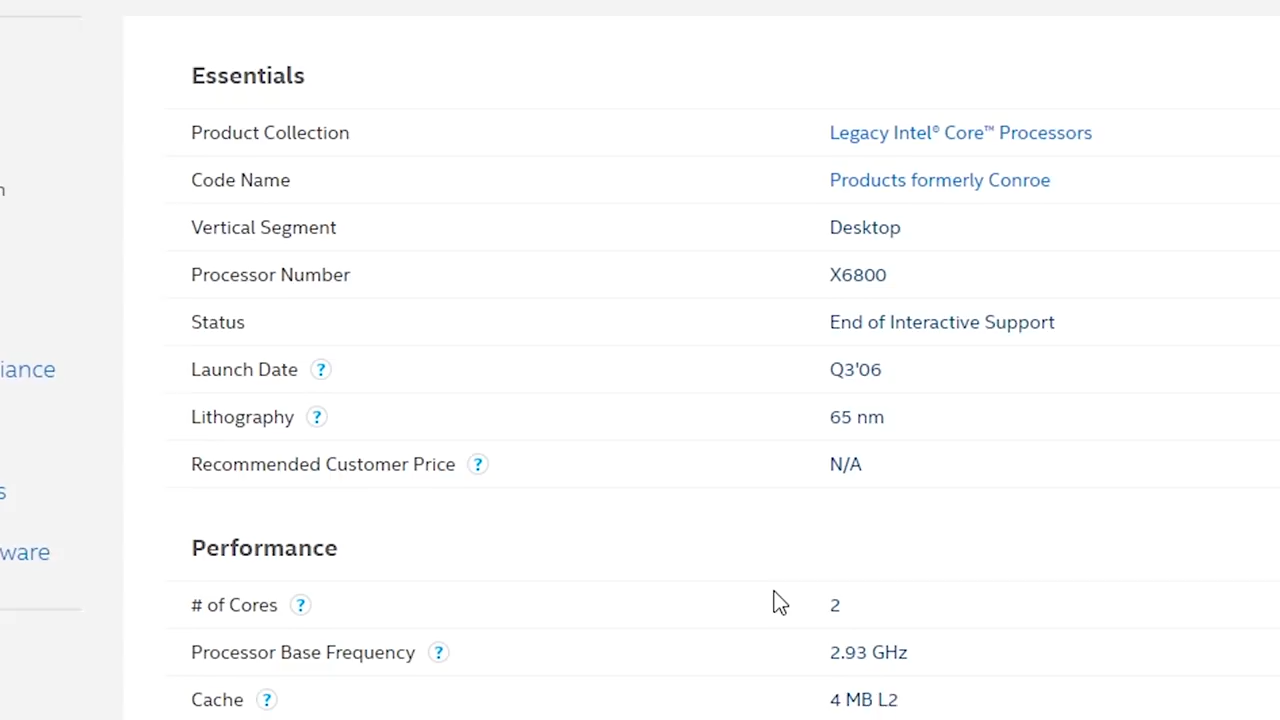 Essentials
Product Collection Legacy Intel® Core™ Processors
Code Name Products formerly Conroe
n
Vertical Segment Desktop
Processor Number X6800
Status End of Interactive Support
iance
Launch Date ? Q3'06
Lithography ? 65 nm
Recommended Customer Price ? N/A
s
Performance
ware
# of Cores ? 2
Processor Base Frequency ? 2.93 GHz
Cache ? 4 MB L2